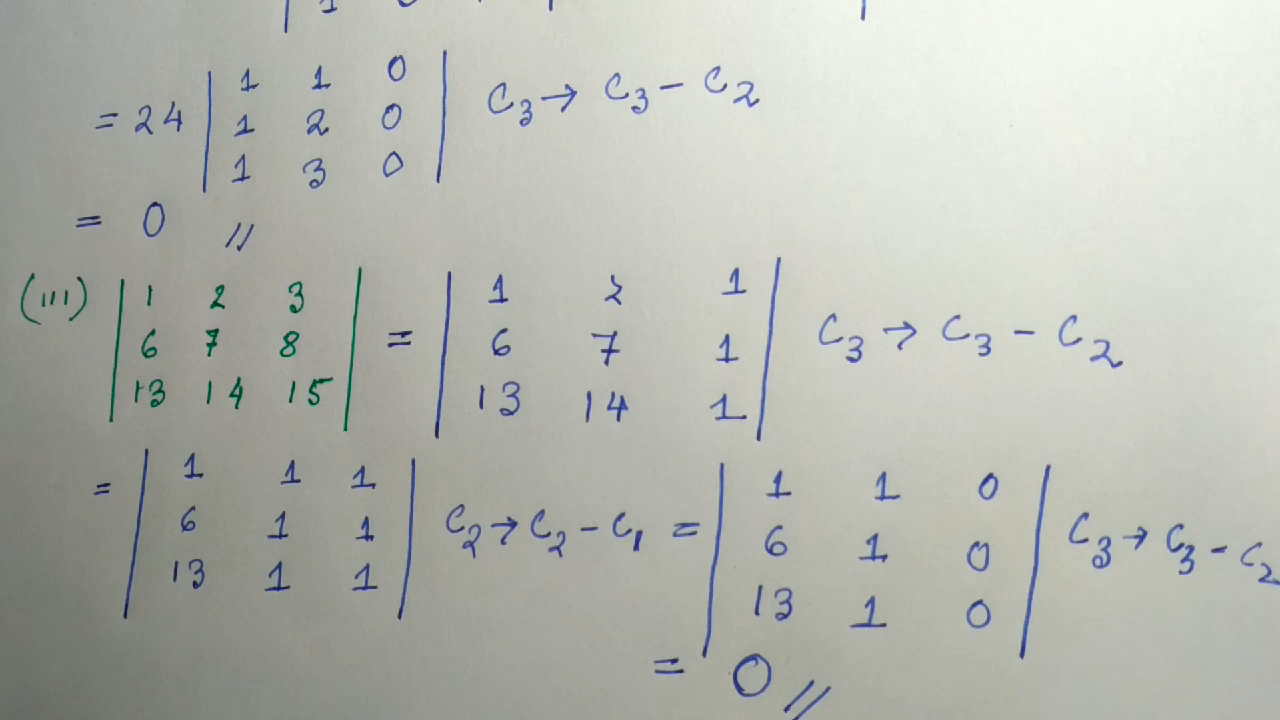 1
= 24 | 1 1 0 | C3 → C3 - C2
| 1 2 0 |
| 1 3 0 |
= 0 //
(iii) | 1 2 3 | = | 1 2 1 | C3 → C3 - C2
| 6 7 8 | | 6 7 1 |
| 13 14 15 | | 13 14 1 |
= | 1 1 1 | C2 → C2 - C1 = | 1 1 0 | C3 → C3 - C2
| 6 1 1 | | 6 1 0 |
| 13 1 1 | | 13 1 0 |
= 0 //